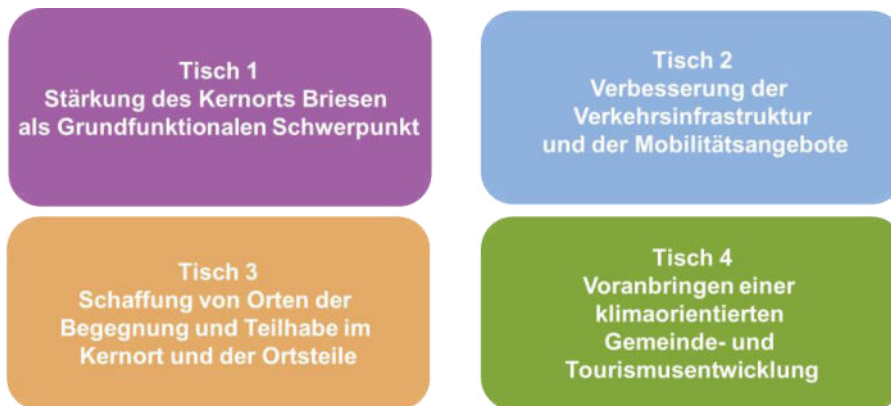 Tisch 1
Stärkung des Kernorts Briesen
als Grundfunktionalen Schwerpunkt
Tisch 2
Verbesserung der
Verkehrsinfrastruktur
und der Mobilitätsangebote
Tisch 3
Schaffung von Orten der
Begegnung und Teilhabe im
Kernort und der Ortsteile
Tisch 4
Voranbringen einer
klimaorientierten
Gemeinde- und
Tourismusentwicklung